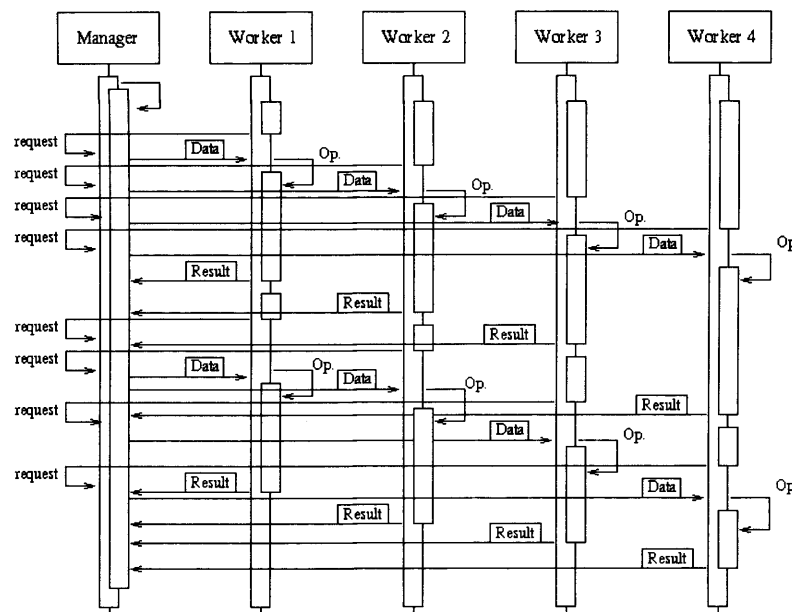 Manager Worker 1 Worker 2 Worker 3 Worker 4
request
Data Op.
request
Data Op.
request
Data Op.
request
Data Op
Result
Result
request
Result
request
Data Op.
Data Op.
request Result
Data Op.
request
Result Data Op
Result
Result
Result